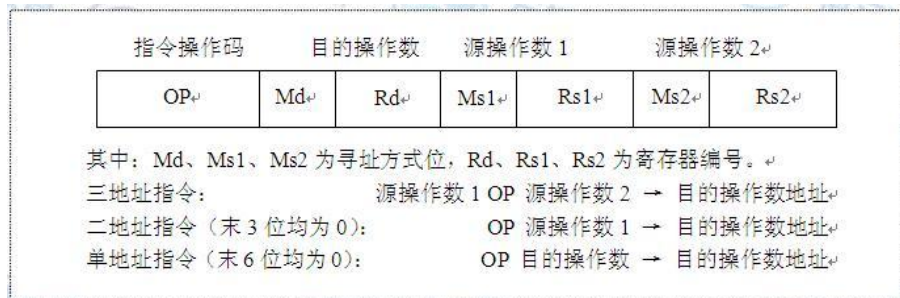 指令操作码 目的操作数 源操作数 1 源操作数 2
OP Md Rd Ms1 Rs1 Ms2 Rs2
其中：Md、Ms1、Ms2 为寻址方式位，Rd、Rs1、Rs2 为寄存器编号。
三地址指令： 源操作数 1 OP 源操作数 2 → 目的操作数地址
二地址指令（末 3 位均为 0）： OP 源操作数 1 → 目的操作数地址
单地址指令（末 6 位均为 0）： OP 目的操作数 → 目的操作数地址